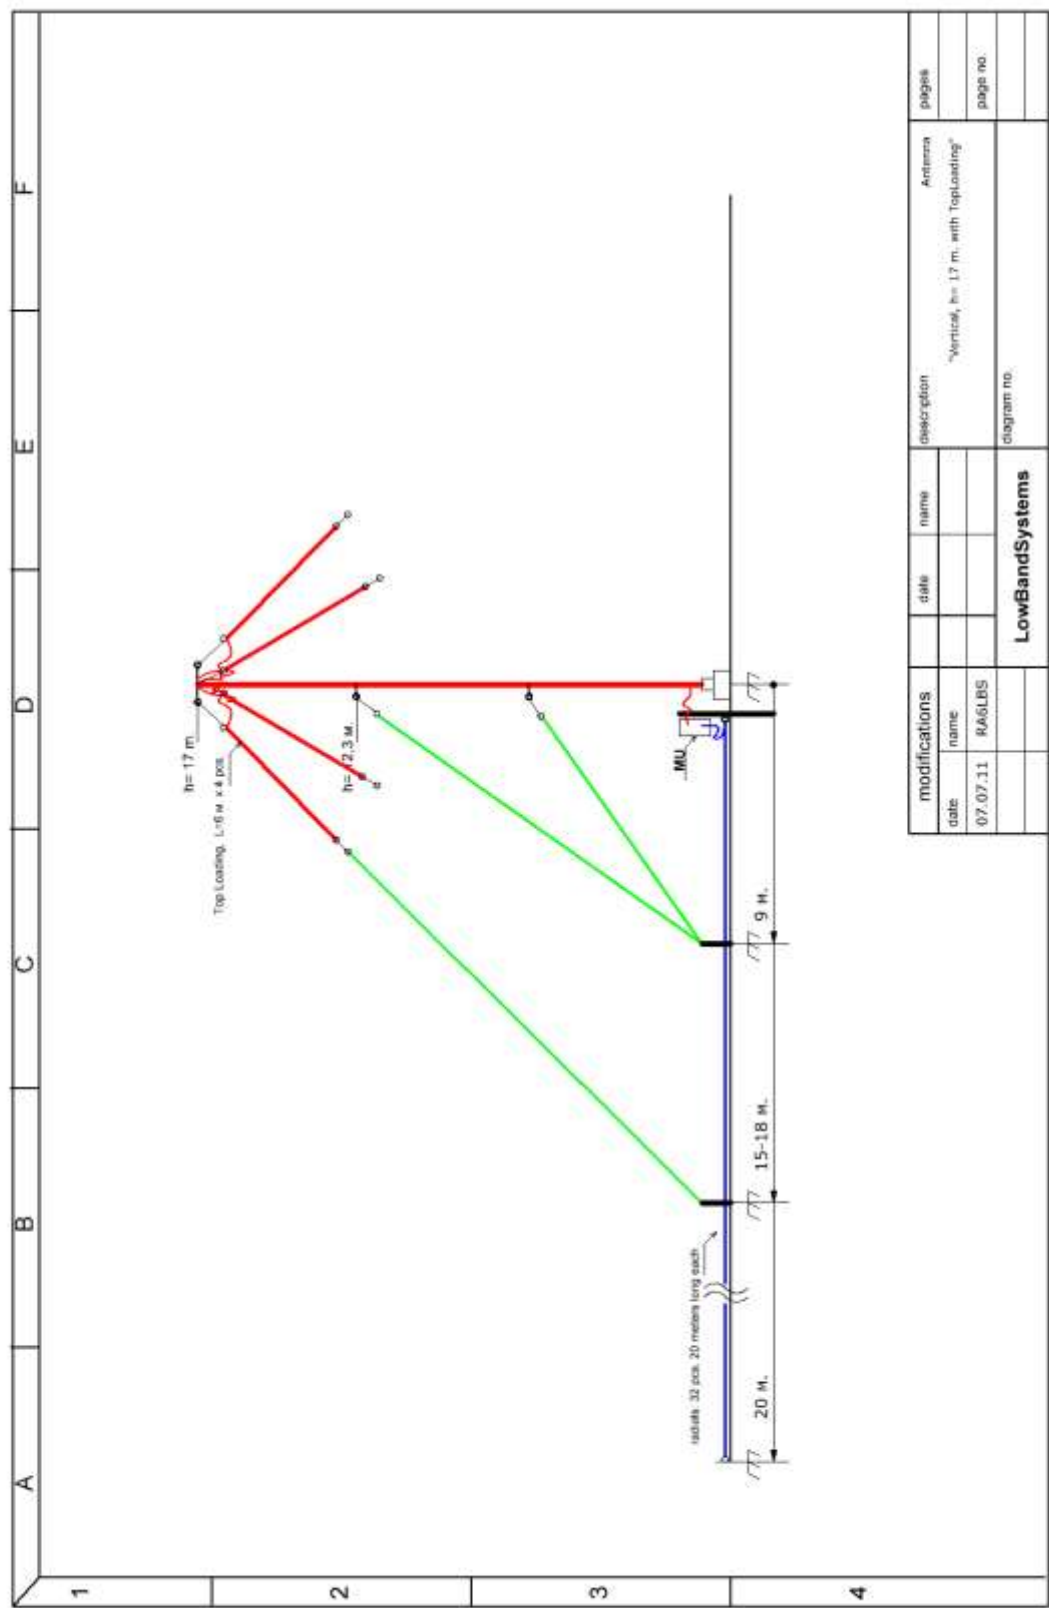 A
B
C
D
E
F
1
2
3
4
h= 17 m
Top Loading, L=6 м x 4 pcs.
h= 12,3 м.
MU
radials 32 pcs. 20 meters long each
20 м.
15-18 м.
9 м.
modifications
date
name
07.07.11
RA6LBS
date
name
LowBandSystems
description
Antenna
"Vertical, h= 17 m. with TopLoading"
diagram no.
pages
page no.